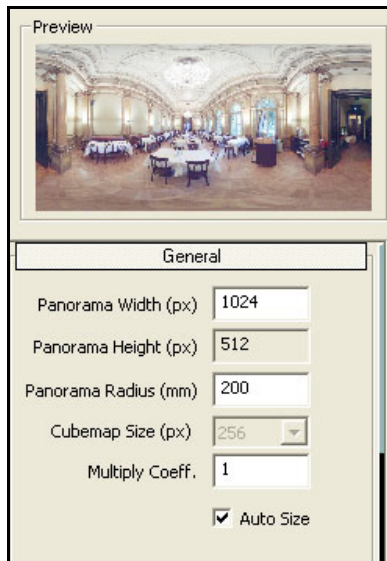 Preview
General
Panorama Width (px) 1024
Panorama Height (px) 512
Panorama Radius (mm) 200
Cubemap Size (px) 256
Multiply Coeff. 1
Auto Size